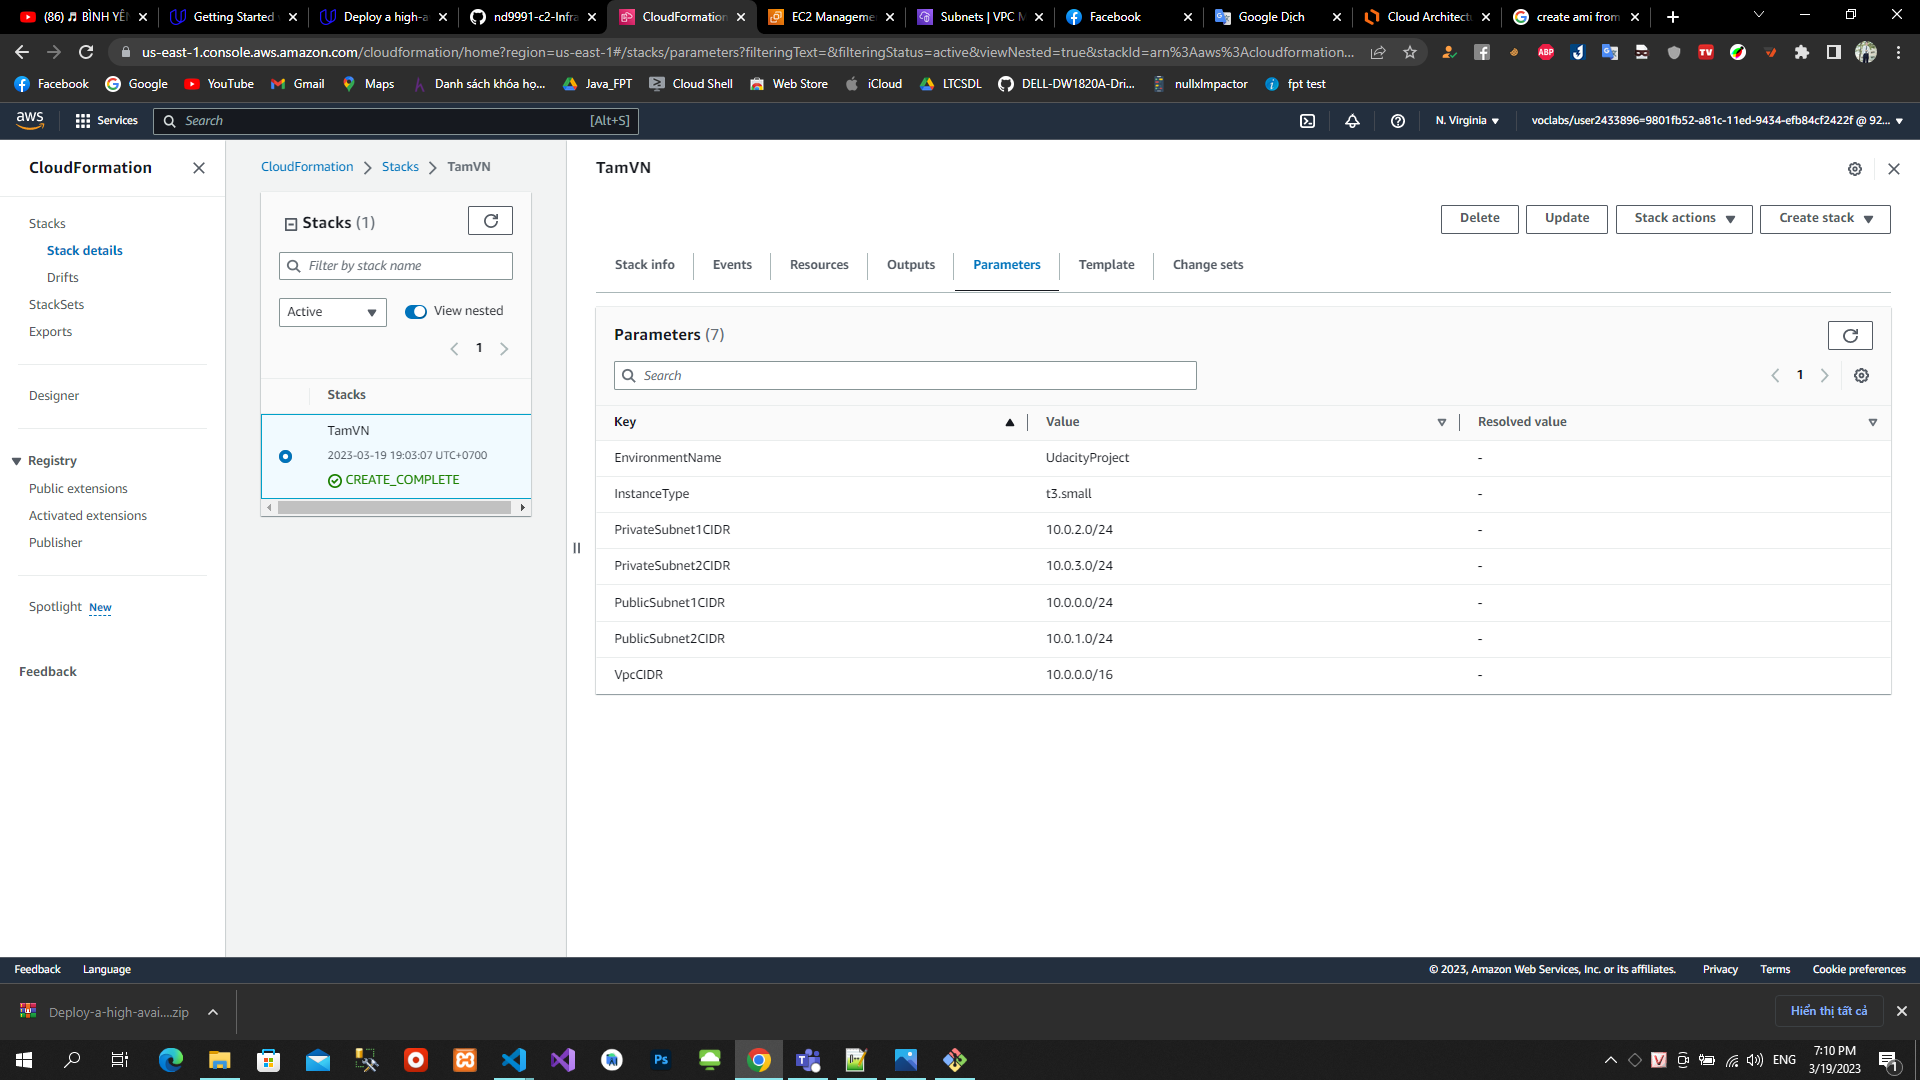 (86) ♬ BÌNH YÊN
Getting Started
Deploy a high-a
nd9991-c2-Infra
CloudFormation
EC2 Manageme
Subnets | VPC M
Facebook
Google Dịch
Cloud Architect
create ami from
us-east-1.console.aws.amazon.com/cloudformation/home?region=us-east-1#/stacks/parameters?filteringText=&filteringStatus=active&viewNested=true&stackId=arn%3Aaws%3Acloudformation...
Facebook
Google
YouTube
Gmail
Maps
Danh sách khóa họ...
Java_FPT
Cloud Shell
Web Store
iCloud
LTCSDL
DELL-DW1820A-Dri...
nullxImpactor
fpt test
aws
Services
Search
[Alt+S]
N. Virginia
voclabs/user2433896=9801fb52-a81c-11ed-9434-efb84cf2422f @ 92...
CloudFormation
Stacks
Stack details
Drifts
StackSets
Exports
Designer
Registry
Public extensions
Activated extensions
Publisher
Spotlight New
Feedback
CloudFormation
Stacks
TamVN
Stacks (1)
Filter by stack name
Active
View nested
1
Stacks
TamVN
2023-03-19 19:03:07 UTC+0700
CREATE_COMPLETE
TamVN
Delete
Update
Stack actions
Create stack
Stack info
Events
Resources
Outputs
Parameters
Template
Change sets
Parameters (7)
Search
1
Key Value Resolved value
EnvironmentName UdacityProject -
InstanceType t3.small -
PrivateSubnet1CIDR 10.0.2.0/24 -
PrivateSubnet2CIDR 10.0.3.0/24 -
PublicSubnet1CIDR 10.0.0.0/24 -
PublicSubnet2CIDR 10.0.1.0/24 -
VpcCIDR 10.0.0.0/16 -
Feedback
Language
© 2023, Amazon Web Services, Inc. or its affiliates.
Privacy
Terms
Cookie preferences
Deploy-a-high-avai....zip
Hiển thị tất cả
ENG
7:10 PM
3/19/2023
1